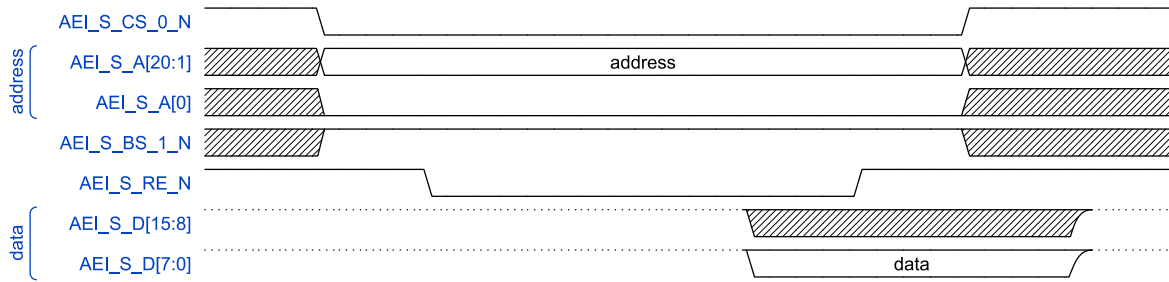 AEI_S_CS_0_N
address
AEI_S_A[20:1]
address
AEI_S_A[0]
AEI_S_BS_1_N
AEI_S_RE_N
data
AEI_S_D[15:8]
AEI_S_D[7:0]
data